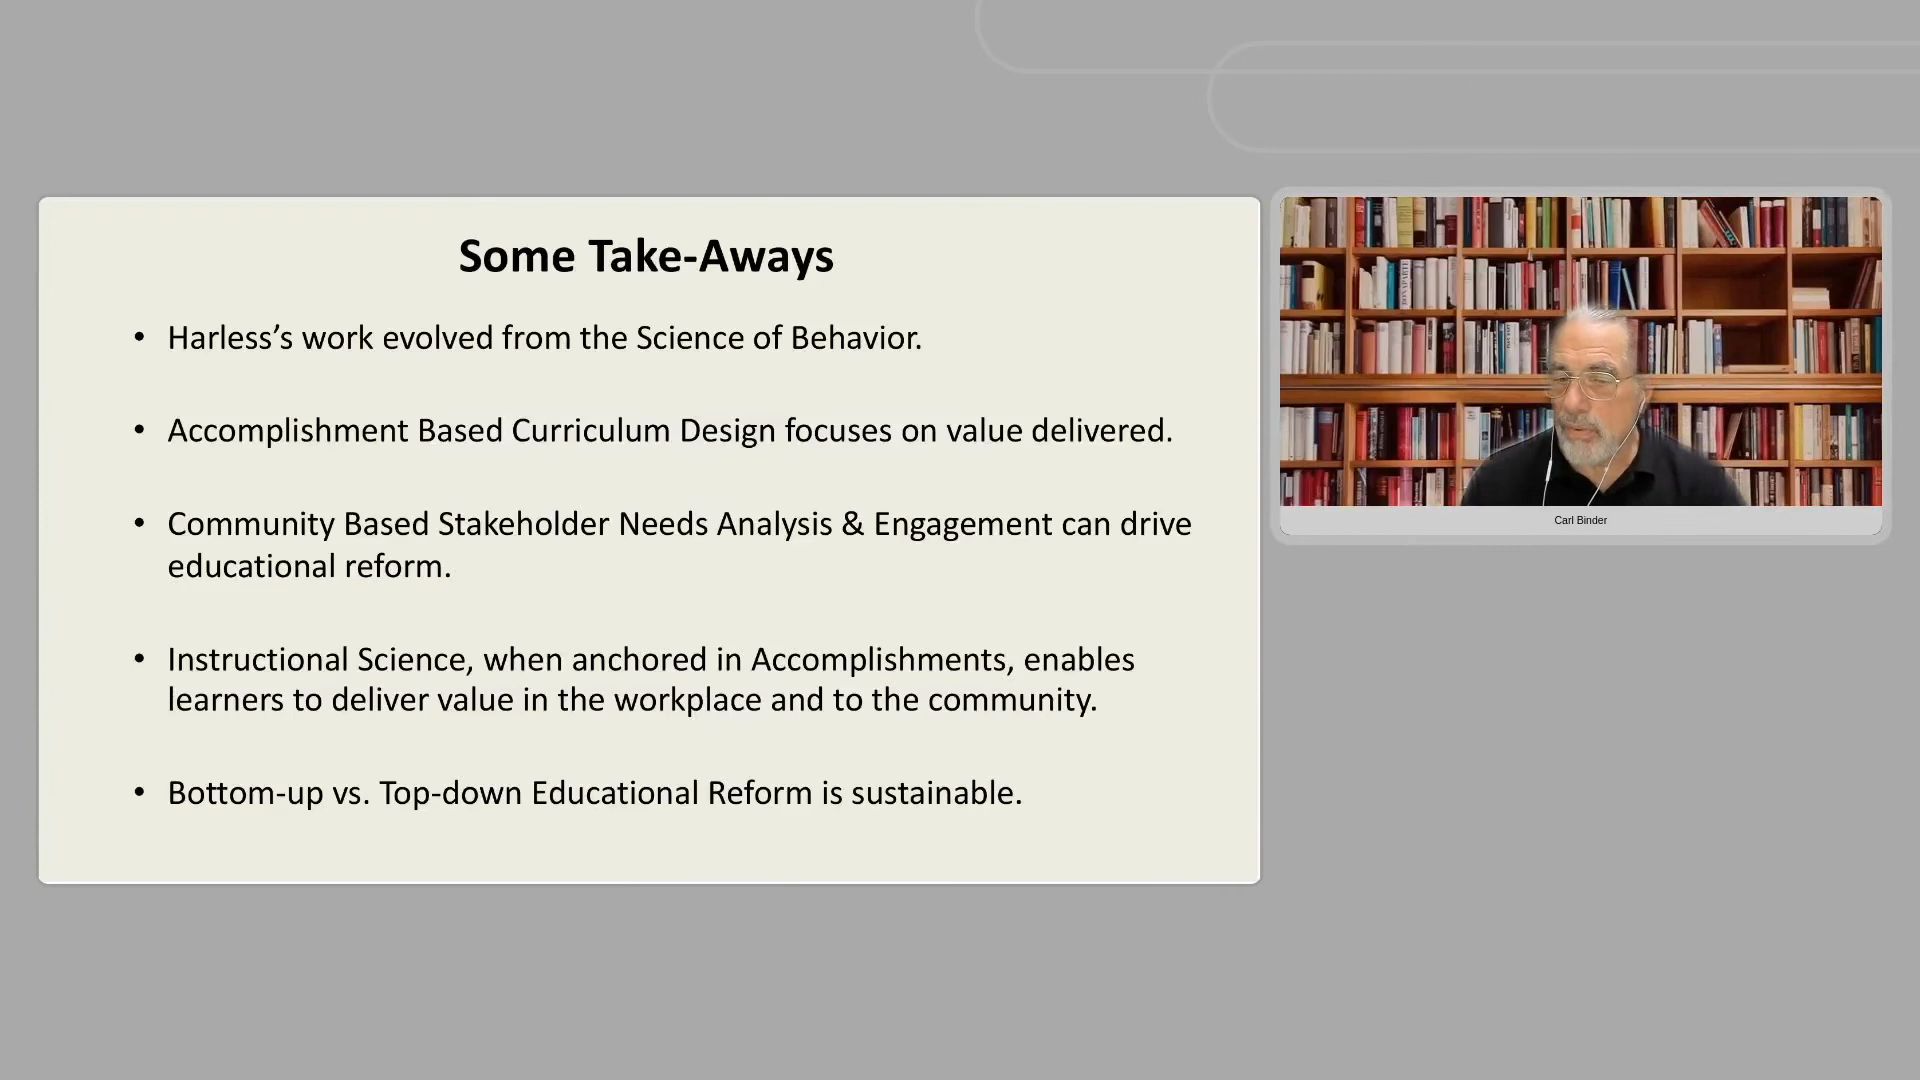 Some Take-Aways
• Harless’s work evolved from the Science of Behavior.
• Accomplishment Based Curriculum Design focuses on value delivered.
• Community Based Stakeholder Needs Analysis & Engagement can drive
educational reform.
• Instructional Science, when anchored in Accomplishments, enables
learners to deliver value in the workplace and to the community.
• Bottom-up vs. Top-down Educational Reform is sustainable.
Carl Binder